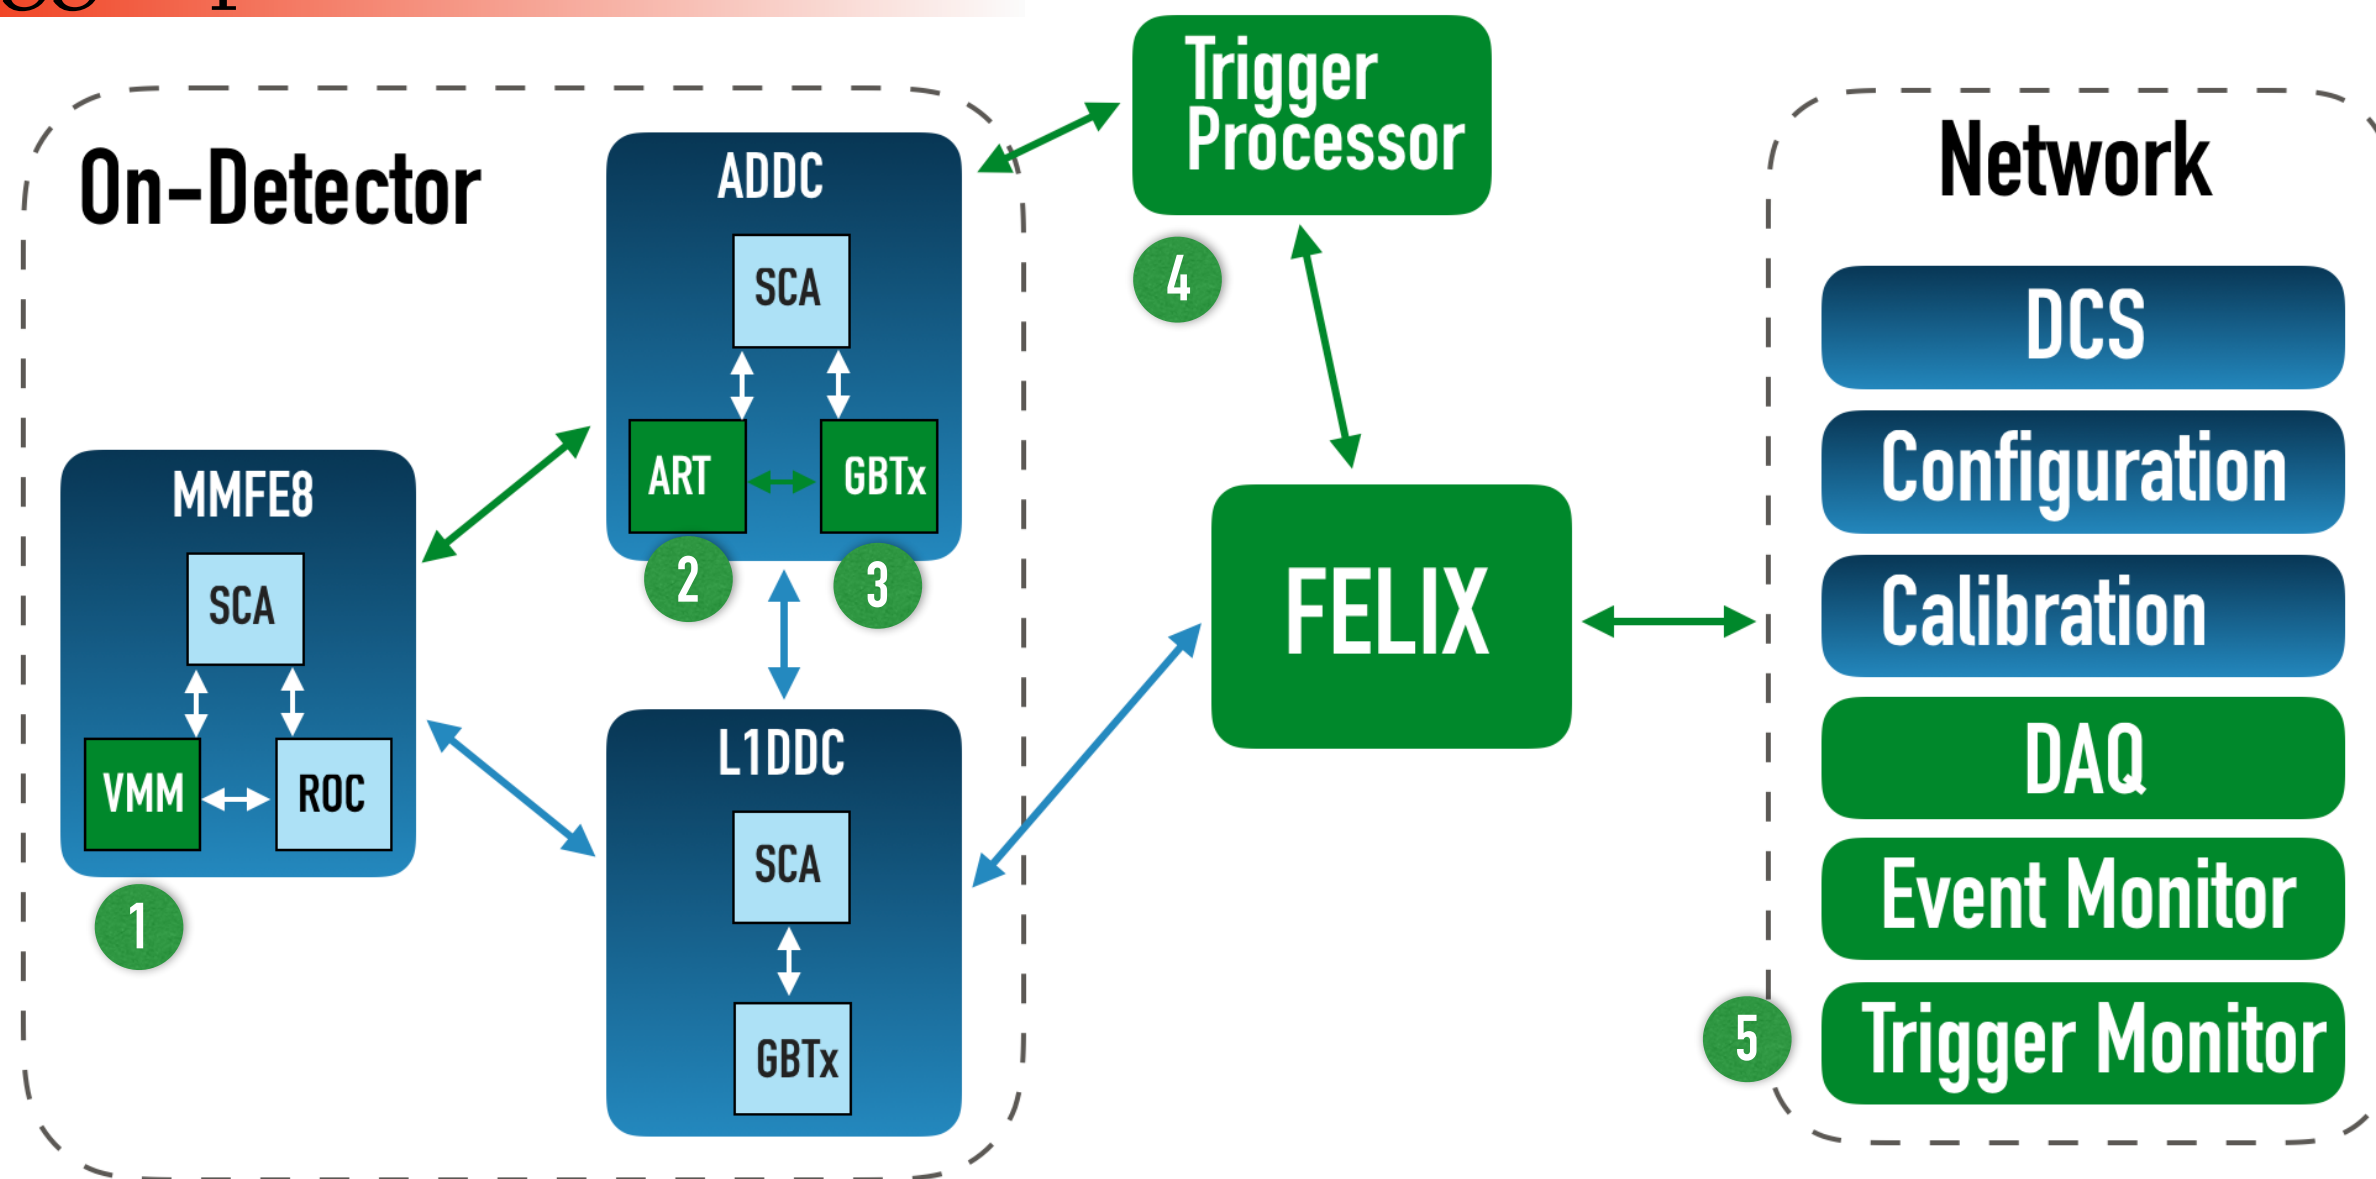 On-Detector
MMFE8
SCA
VMM
ROC
1
ADDC
SCA
ART
GBTx
2
3
L1DDC
SCA
GBTx
Trigger
Processor
4
FELIX
Network
DCS
Configuration
Calibration
DAQ
Event Monitor
Trigger Monitor
5